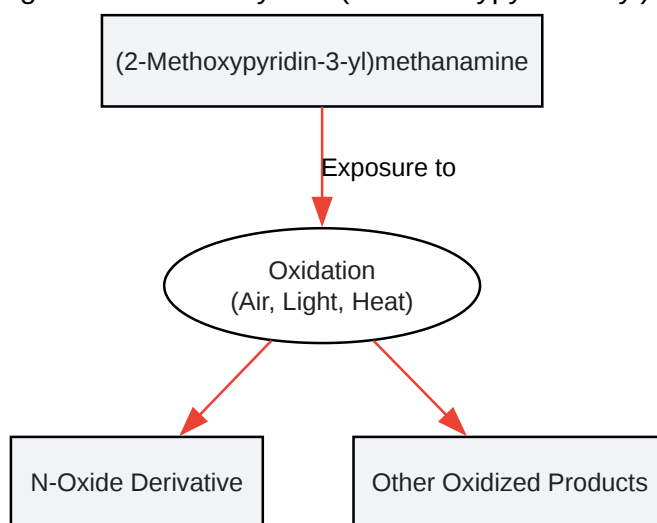 (2-Methoxypyridin-3-yl)methanamine
Exposure to
Oxidation
(Air, Light, Heat)
N-Oxide Derivative
Other Oxidized Products